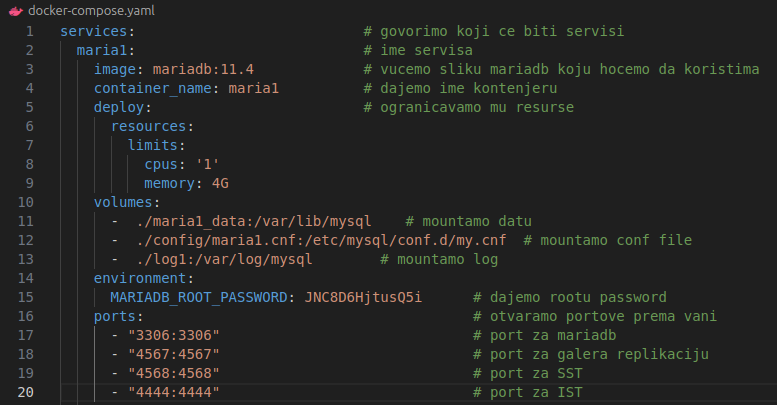 docker-compose.yaml
1 services: # govorimo koji ce biti servisi
2 maria1: # ime servisa
3 image: mariadb:11.4 # vucemo sliku mariadb koju hocemo da koristima
4 container_name: maria1 # dajemo ime kontenjeru
5 deploy: # ogranicavamo mu resurse
6 resources:
7 limits:
8 cpus: '1'
9 memory: 4G
10 volumes:
11 - ./maria1_data:/var/lib/mysql # mountamo datu
12 - ./config/maria1.cnf:/etc/mysql/conf.d/my.cnf # mountamo conf file
13 - ./log1:/var/log/mysql # mountamo log
14 environment:
15 MARIADB_ROOT_PASSWORD: JNC8D6HjtusQ5i # dajemo rootu password
16 ports: # otvaramo portove prema vani
17 - "3306:3306" # port za mariadb
18 - "4567:4567" # port za galera replikaciju
19 - "4568:4568" # port za SST
20 - "4444:4444" # port za IST